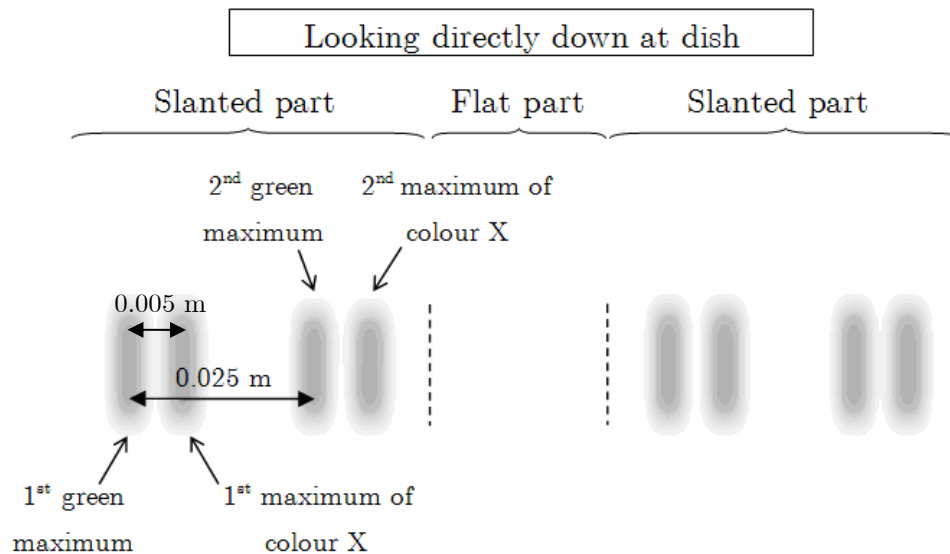 Looking directly down at dish
Slanted part
Flat part
Slanted part
2nd green
maximum
2nd maximum of
colour X
0.005 m
0.025 m
1st green
maximum
1st maximum of
colour X